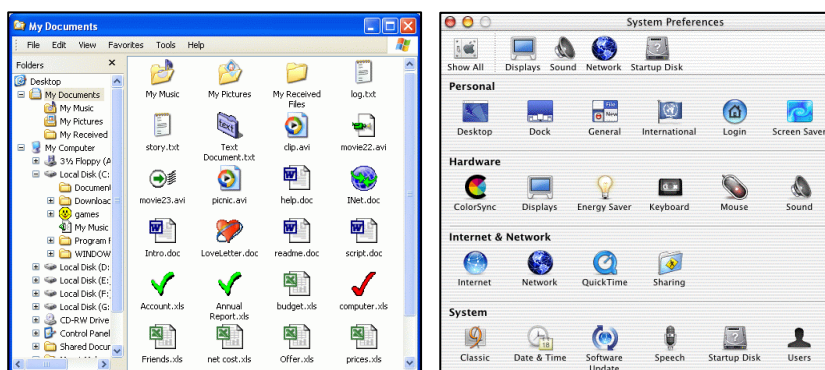 My Documents
File Edit View Favorites Tools Help
Folders
Desktop
My Documents
My Music
My Pictures
My Received
My Computer
3½ Floppy (A
Local Disk (C:
Document
Downloac
games
My Music
Program F
WINDOW
Local Disk (D:
Local Disk (E:
Local Disk (F:
Local Disk (G:
CD-RW Drive
Control Panel
Shared Docur
My Music My Pictures My Received Files log.txt
story.txt Text Document.txt clip.avi movie22.avi
movie23.avi picnic.avi help.doc INet.doc
Intro.doc LoveLetter.doc readme.doc script.doc
Account.xls Annual Report.xls budget.xls computer.xls
Friends.xls net cost.xls Offer.xls prices.xls
System Preferences
Show All Displays Sound Network Startup Disk
Personal
Desktop Dock General International Login Screen Saver
Hardware
ColorSync Displays Energy Saver Keyboard Mouse Sound
Internet & Network
Internet Network QuickTime Sharing
System
Classic Date & Time Software Update Speech Startup Disk Users